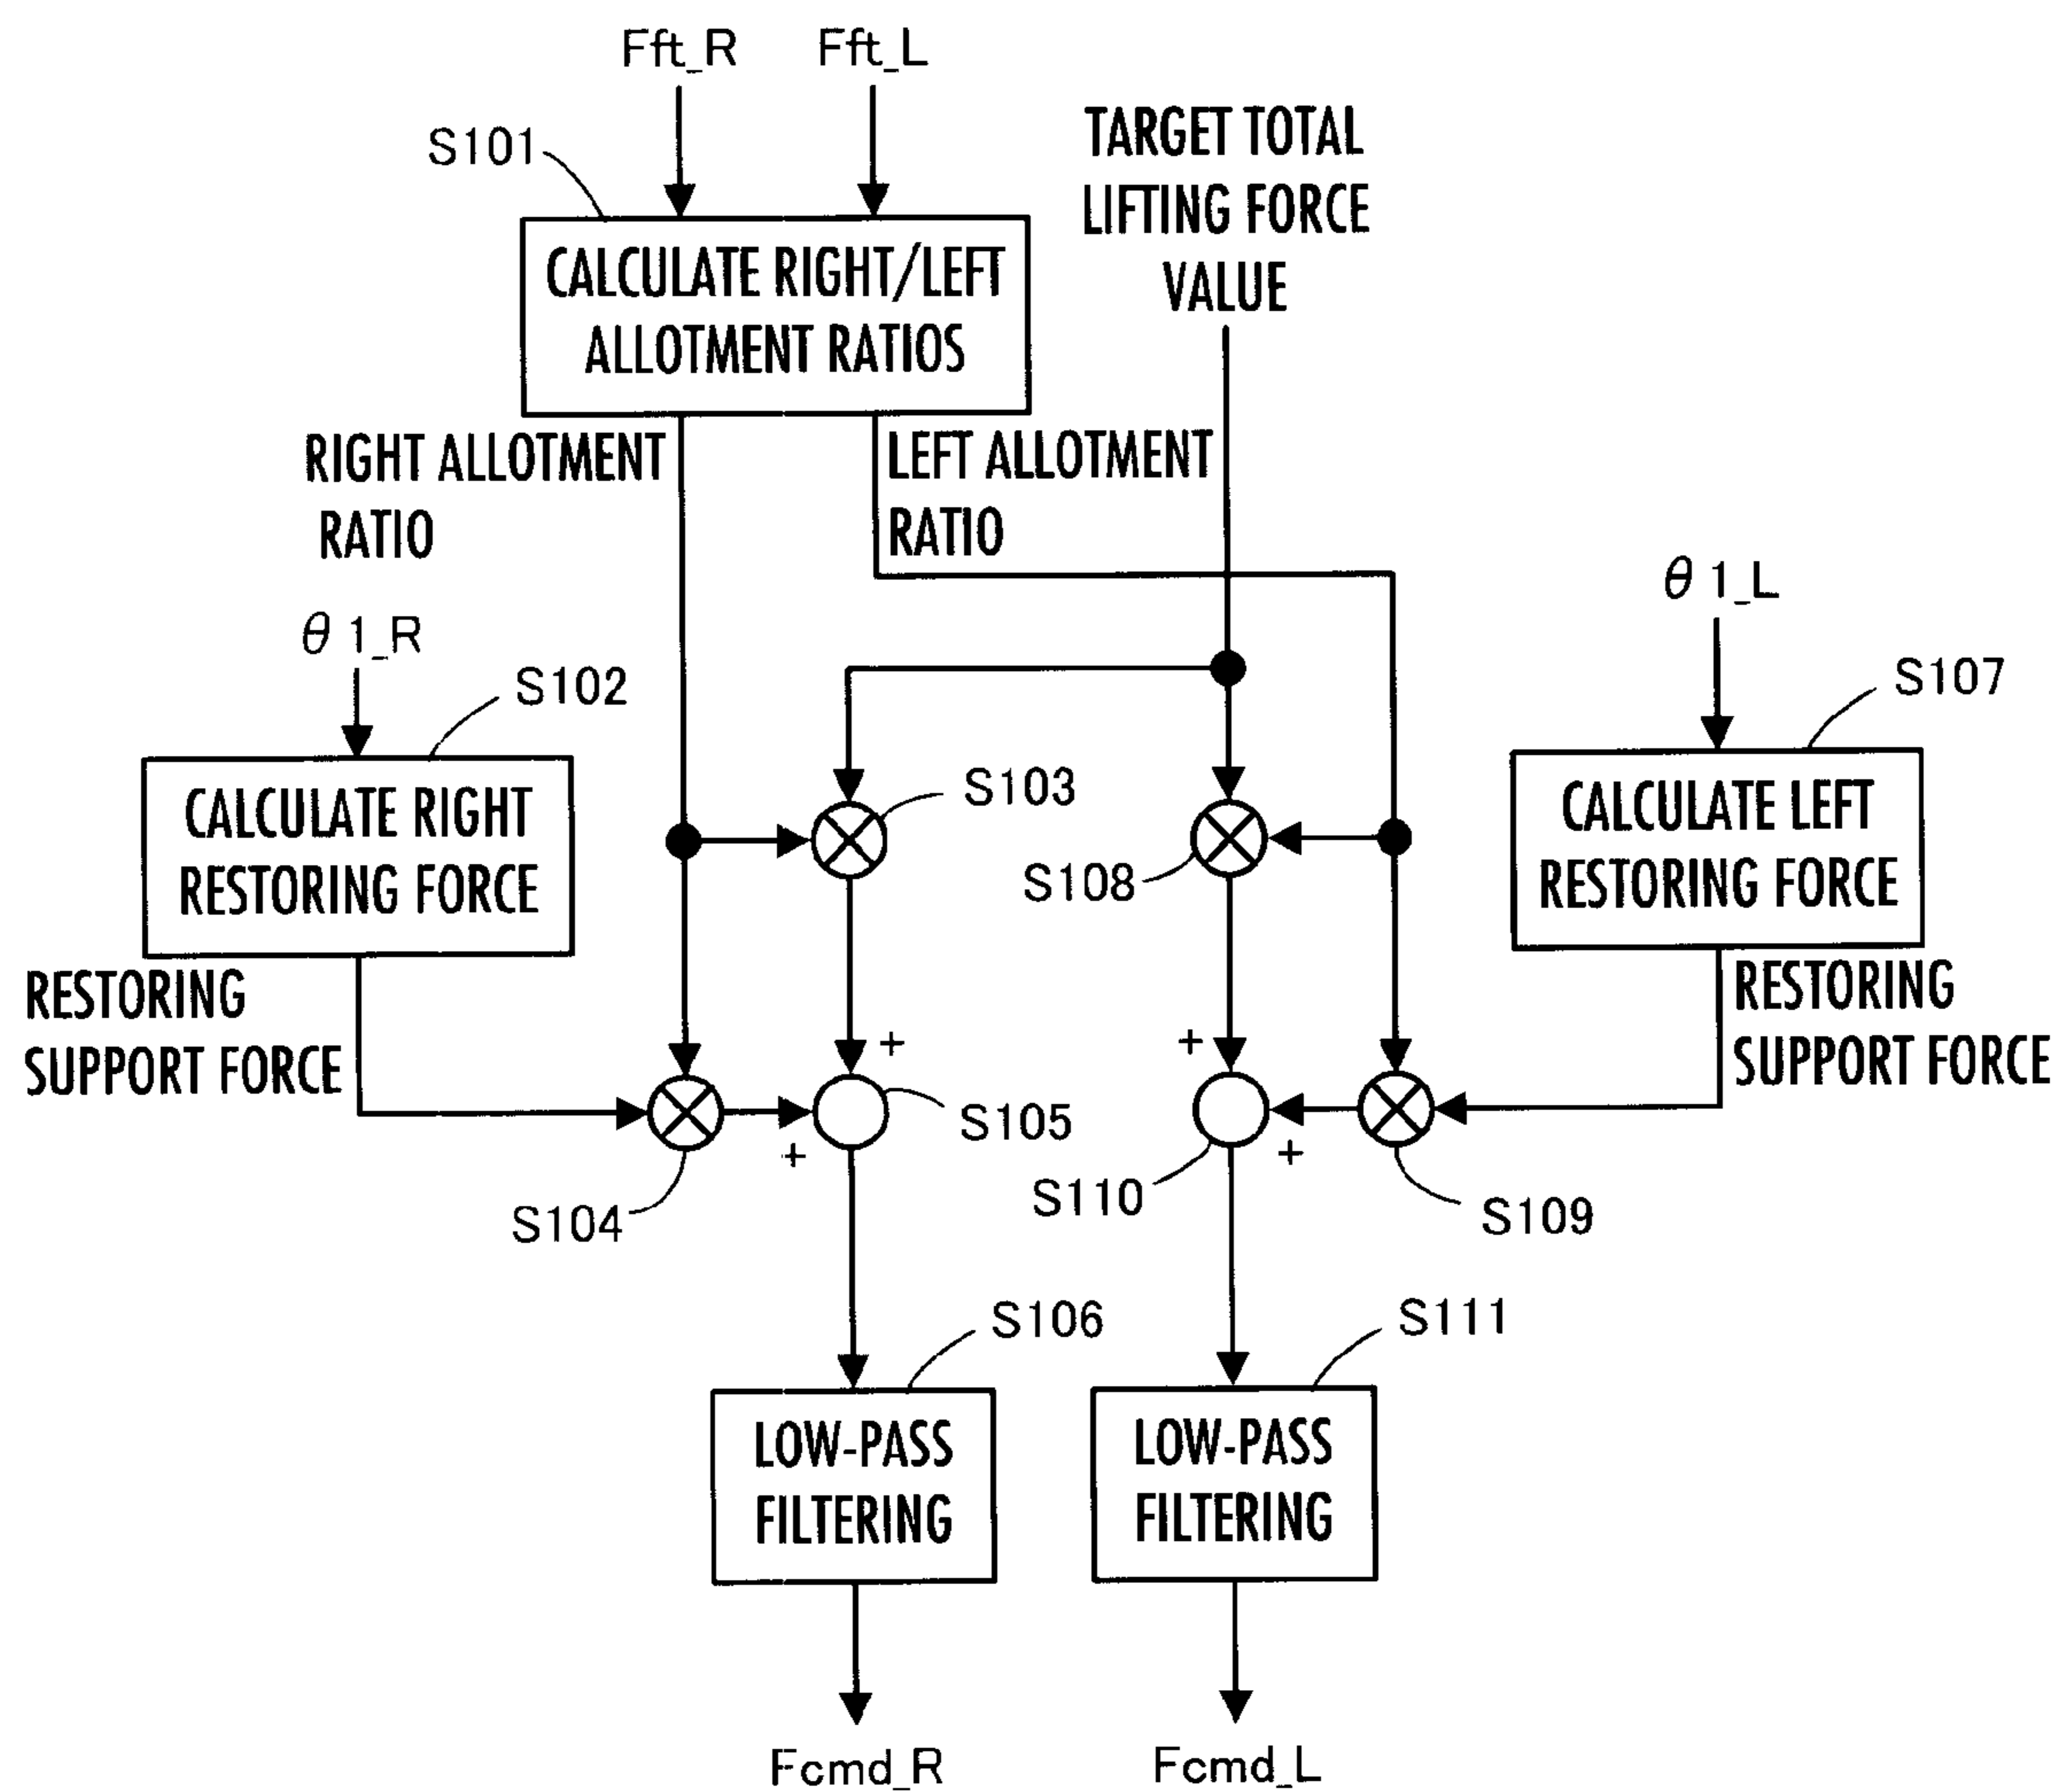 Fft_R
Fft_L
S101
TARGET TOTAL
LIFTING FORCE
VALUE
CALCULATE RIGHT/LEFT
ALLOTMENT RATIOS
RIGHT ALLOTMENT
RATIO
LEFT ALLOTMENT
RATIO
θ 1_R
θ 1_L
S102
S107
CALCULATE RIGHT
RESTORING FORCE
S103
S108
CALCULATE LEFT
RESTORING FORCE
RESTORING
SUPPORT FORCE
RESTORING
SUPPORT FORCE
+
+
+
+
S105
S110
S104
S109
S106
S111
LOW-PASS
FILTERING
LOW-PASS
FILTERING
Fcmd_R
Fcmd_L